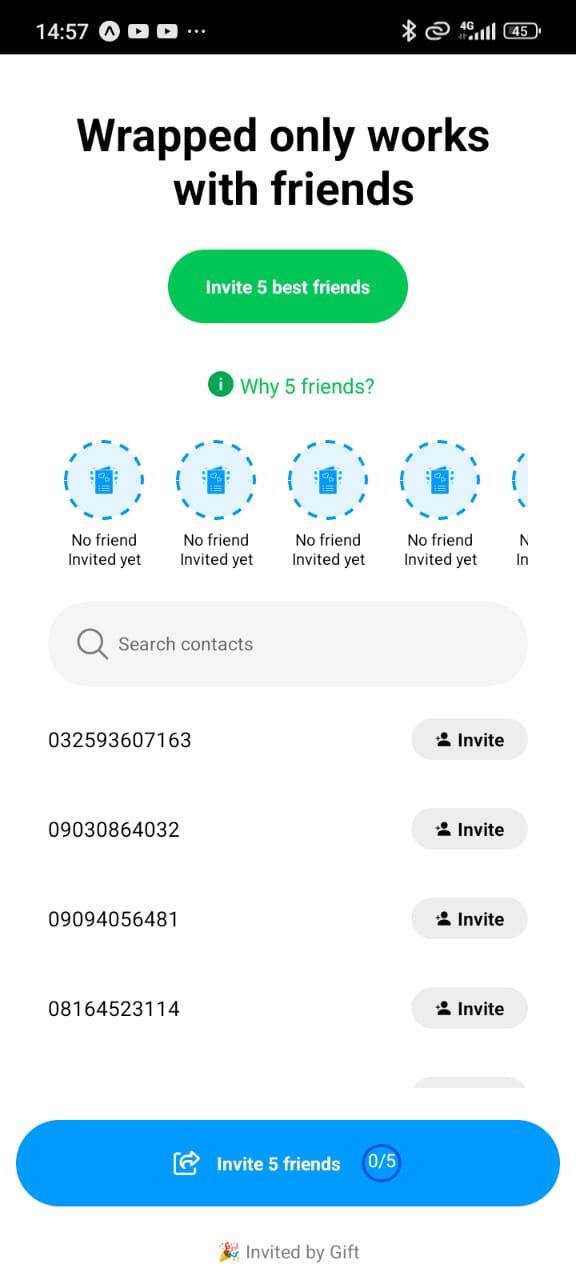 14:57 4G 45
Wrapped only works
with friends
Invite 5 best friends
i Why 5 friends?
No friend No friend No friend No friend N
Invited yet Invited yet Invited yet Invited yet In
Search contacts
032593607163 Invite
09030864032 Invite
09094056481 Invite
08164523114 Invite
Invite 5 friends 0/5
🎉 Invited by Gift